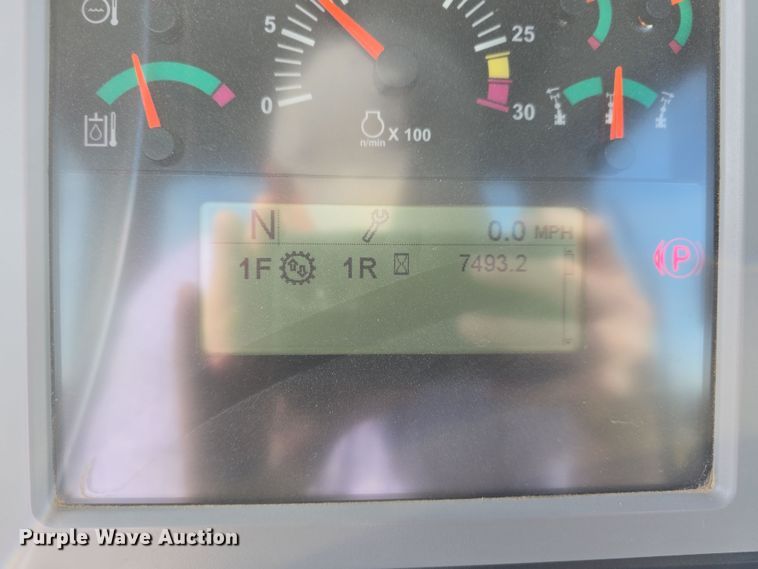 5
25
0
30
n/min X 100
N 0.0 MPH
1F 1R 7493.2
P
Purple Wave Auction